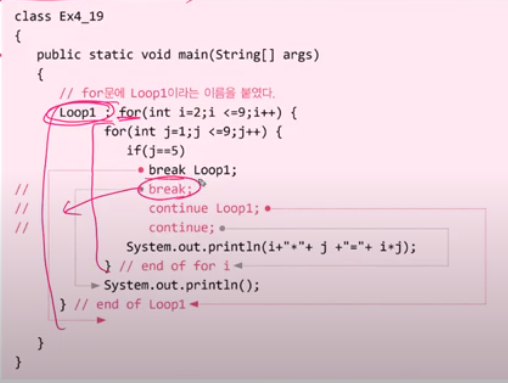 class Ex4_19
{
public static void main(String[] args)
{
// for문에 Loop1이라는 이름을 붙였다.
Loop1 : for(int i=2;i <=9;i++) {
for(int j=1;j <=9;j++) {
if(j==5)
break Loop1;
// break;
// continue Loop1;
// continue;
System.out.println(i+"*"+ j +"="+ i*j);
} // end of for i
System.out.println();
} // end of Loop1
}
}